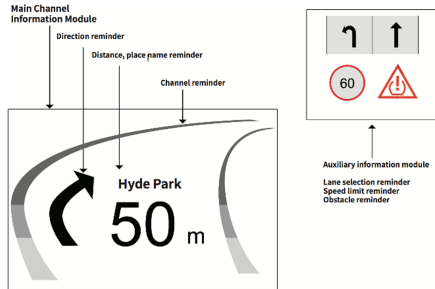 Main Channel
Information Module
Direction reminder
Distance, place name reminder
Channel reminder
Hyde Park
50 m
60
Auxiliary information module
Lane selection reminder
Speed limit reminder
Obstacle reminder